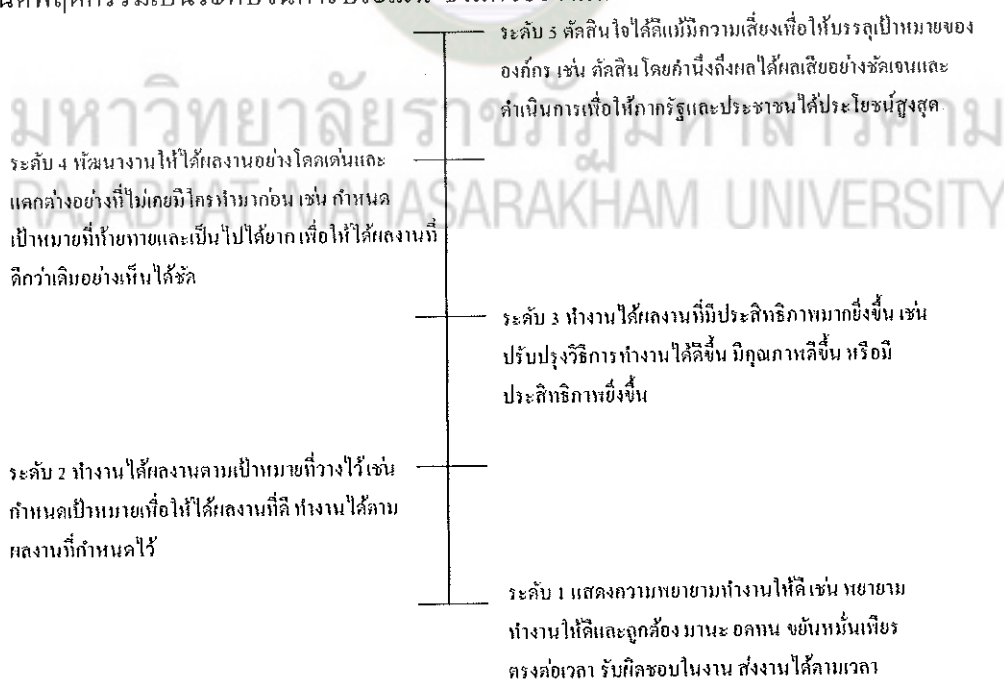 ระดับ 5 ตัดสินใจได้ดีแม้มีความเสี่ยงเพื่อให้บรรลุเป้าหมายของ
องค์กร เช่น ตัดสินโดยคำนึงถึงผลได้ผลเสียอย่างชัดเจนและ
ดำเนินการเพื่อให้ภาครัฐและประชาชนได้ประโยชน์สูงสุด
มหาวิทยาลัยราชภัฏมหาสารคาม
RAJABHAT MAHASARAKHAM UNIVERSITY
ระดับ 4 พัฒนางานให้ได้ผลงานอย่างโดดเด่นและ
แตกต่างอย่างที่ไม่เคยมีใครทำมาก่อน เช่น กำหนด
เป้าหมายที่ท้าทายและเป็นไปได้ยาก เพื่อให้ได้ผลงานที่
ดีกว่าเดิมอย่างเห็นได้ชัด
ระดับ 3 ทำงานได้ผลงานที่มีประสิทธิภาพมากยิ่งขึ้น เช่น
ปรับปรุงวิธีการทำงานได้ดีขึ้น มีคุณภาพดีขึ้น หรือมี
ประสิทธิภาพยิ่งขึ้น
ระดับ 2 ทำงานได้ผลงานตามเป้าหมายที่วางไว้ เช่น
กำหนดเป้าหมายเพื่อให้ได้ผลงานที่ดี ทำงานได้ตาม
ผลงานที่กำหนดไว้
ระดับ 1 แสดงความพยายามทำงานให้ดี เช่น พยายาม
ทำงานให้ดีและถูกต้อง มานะ อดทน ขยันหมั่นเพียร
ตรงต่อเวลา รับผิดชอบในงาน ส่งงานได้ตามเวลา